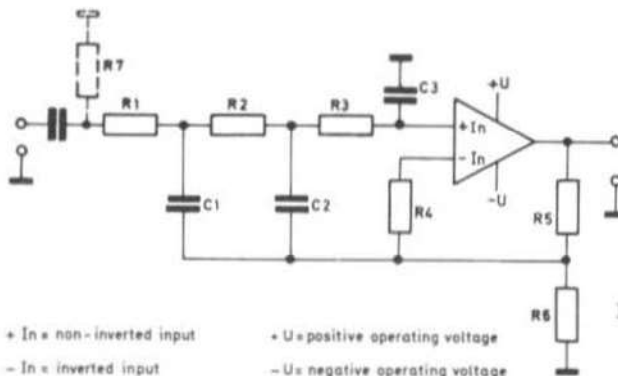 R7
R1
R2
R3
C3
+U
+In
-In
-U
C1
C2
R4
R5
R6
+ In = non-inverted input
+ U = positive operating voltage
- In = inverted input
- U = negative operating voltage